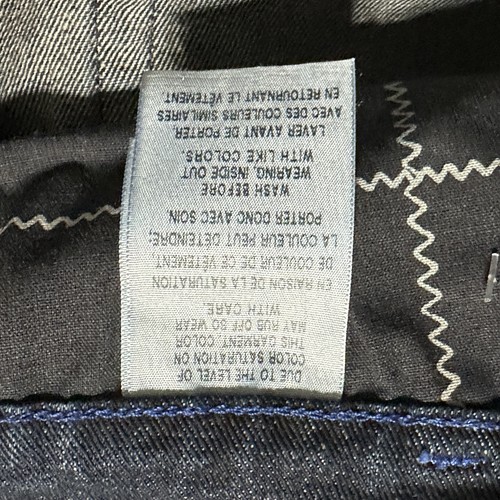 DUE TO THE LEVEL OF
COLOR SATURATION ON
THIS GARMENT, COLOR
MAY RUB OFF SO WEAR
WITH CARE.
EN RAISON DE LA SATURATION
DE COULEUR DE CE VÊTEMENT,
LA COULEUR PEUT DÉTEINDRE;
PORTER DONC AVEC SOIN.
WASH BEFORE
WEARING, INSIDE OUT
WITH LIKE COLORS.
LAVER AVANT DE PORTER
AVEC DES COULEURS SIMILAIRES
EN RETOURNANT LE VÊTEMENT.